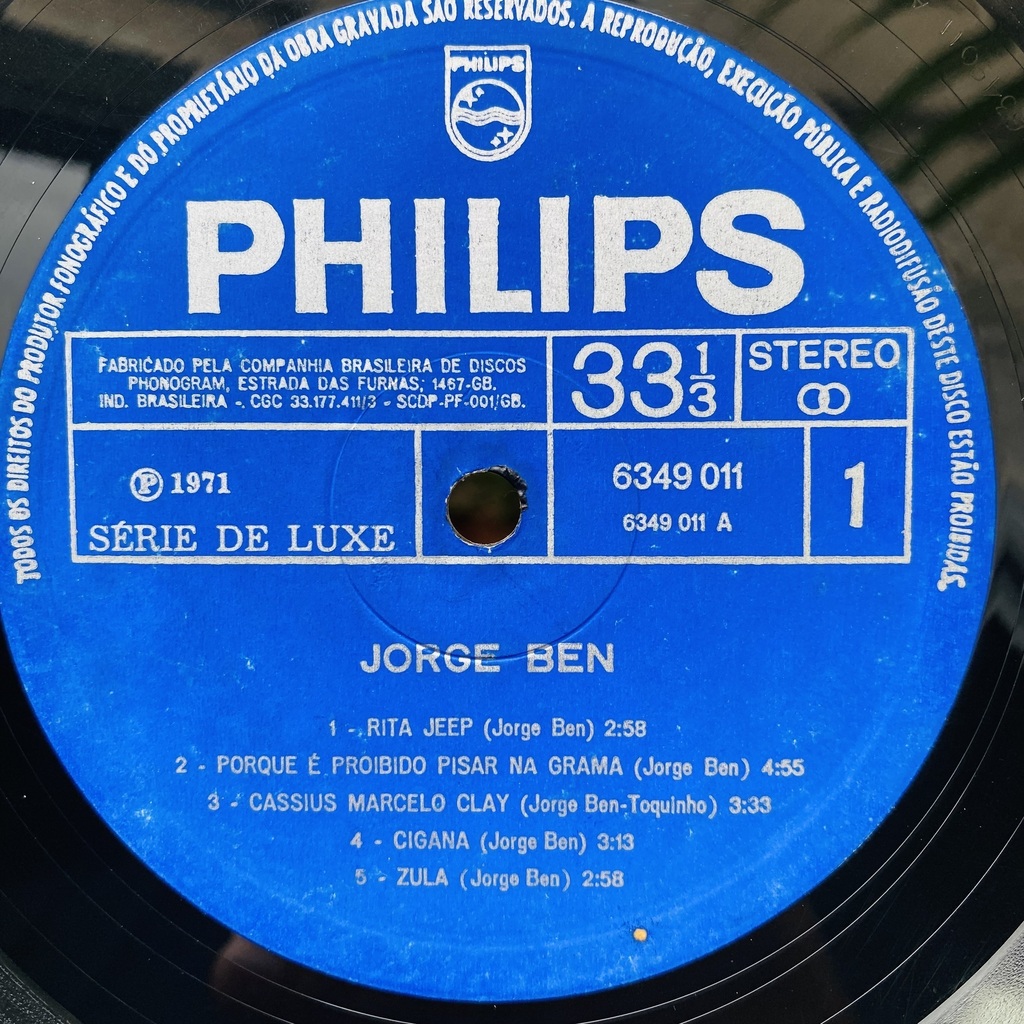 TODOS OS DIREITOS DO PRODUTOR FONOGRÁFICO E DO PROPRIETÁRIO DA OBRA GRAVADA SÃO RESERVADOS. A REPRODUÇÃO, EXECUÇÃO PÚBLICA E RADIODIFUSÃO DÊSTE DISCO ESTÃO PROIBIDAS.
PHILIPS
PHILIPS
FABRICADO PELA COMPANHIA BRASILEIRA DE DISCOS
PHONOGRAM, ESTRADA DAS FURNAS, 1467-GB.
IND. BRASILEIRA - CGC 33.177.411/3 - SCDP-PF-001/GB.
33 1/3
STEREO
℗ 1971
SÉRIE DE LUXE
6349 011
6349 011 A
1
JORGE BEN
1 - RITA JEEP (Jorge Ben) 2:58
2 - PORQUE É PROIBIDO PISAR NA GRAMA (Jorge Ben) 4:55
3 - CASSIUS MARCELO CLAY (Jorge Ben-Toquinho) 3:33
4 - CIGANA (Jorge Ben) 3:13
5 - ZULA (Jorge Ben) 2:58